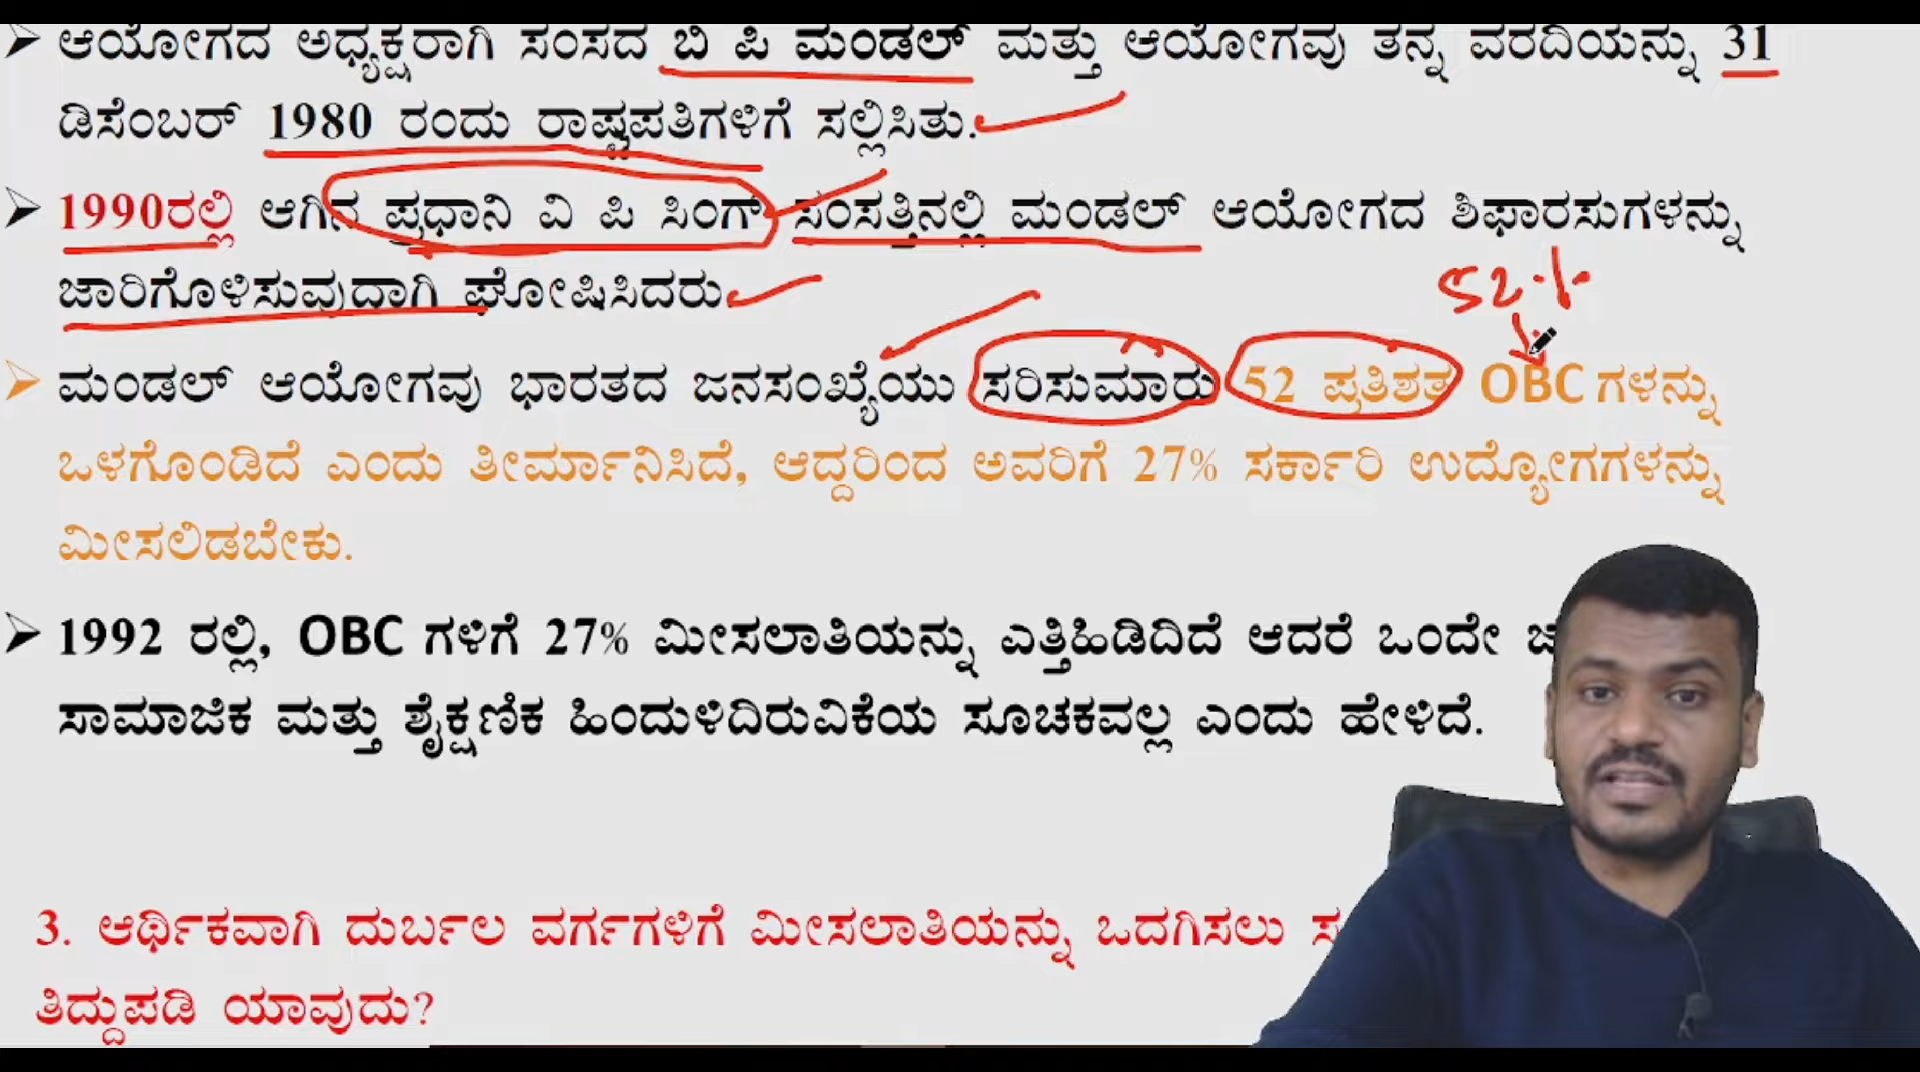 ಆಯೋಗದ ಅಧ್ಯಕ್ಷರಾಗಿ ಸಂಸದ ಬಿ ಪಿ ಮಂಡಲ್ ಮತ್ತು ಆಯೋಗವು ತನ್ನ ವರದಿಯನ್ನು 31
ಡಿಸೆಂಬರ್ 1980 ರಂದು ರಾಷ್ಟ್ರಪತಿಗಳಿಗೆ ಸಲ್ಲಿಸಿತು.
1990ರಲ್ಲಿ ಆಗಿನ ಪ್ರಧಾನಿ ವಿ ಪಿ ಸಿಂಗ್ ಸಂಸತ್ತಿನಲ್ಲಿ ಮಂಡಲ್ ಆಯೋಗದ ಶಿಫಾರಸುಗಳನ್ನು
ಜಾರಿಗೊಳಿಸುವುದಾಗಿ ಘೋಷಿಸಿದರು.
52 %
ಮಂಡಲ್ ಆಯೋಗವು ಭಾರತದ ಜನಸಂಖ್ಯೆಯು ಸರಿಸುಮಾರು 52 ಪ್ರತಿಶತ OBC ಗಳನ್ನು
ಒಳಗೊಂಡಿದೆ ಎಂದು ತೀರ್ಮಾನಿಸಿದೆ, ಆದ್ದರಿಂದ ಅವರಿಗೆ 27% ಸರ್ಕಾರಿ ಉದ್ಯೋಗಗಳನ್ನು
ಮೀಸಲಿಡಬೇಕು.
1992 ರಲ್ಲಿ, OBC ಗಳಿಗೆ 27% ಮೀಸಲಾತಿಯನ್ನು ಎತ್ತಿಹಿಡಿದಿದೆ ಆದರೆ ಒಂದೇ
ಸಾಮಾಜಿಕ ಮತ್ತು ಶೈಕ್ಷಣಿಕ ಹಿಂದುಳಿದಿರುವಿಕೆಯ ಸೂಚಕವಲ್ಲ ಎಂದು ಹೇಳಿದೆ.
3. ಆರ್ಥಿಕವಾಗಿ ದುರ್ಬಲ ವರ್ಗಗಳಿಗೆ ಮೀಸಲಾತಿಯನ್ನು ಒದಗಿಸಲು
ತಿದ್ದುಪಡಿ ಯಾವುದು?